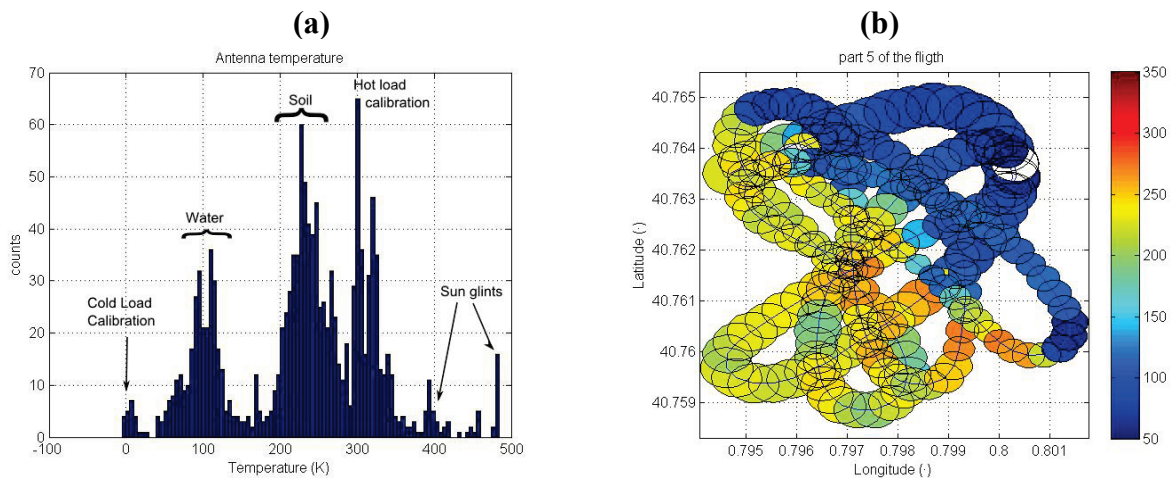 (a)
Antenna temperature
70
60
50
40
30
20
10
0
counts
-100
0
100
200
300
400
500
Temperature (K)
Cold Load
Calibration
Water
Soil
Hot load
calibration
Sun glints
(b)
part 5 of the fligth
40.765
40.764
40.763
40.762
40.761
40.76
40.759
Latitude (·)
0.795
0.796
0.797
0.798
0.799
0.8
0.801
Longitude (·)
350
300
250
200
150
100
50